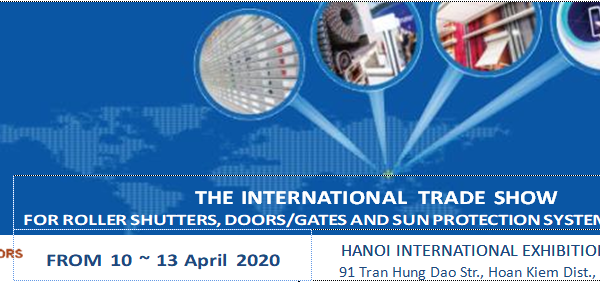 THE INTERNATIONAL TRADE SHOW
FOR ROLLER SHUTTERS, DOORS/GATES AND SUN PROTECTION SYSTEM
ORS
FROM 10 ~ 13 April 2020
HANOI INTERNATIONAL EXHIBITIO
91 Tran Hung Dao Str., Hoan Kiem Dist.,